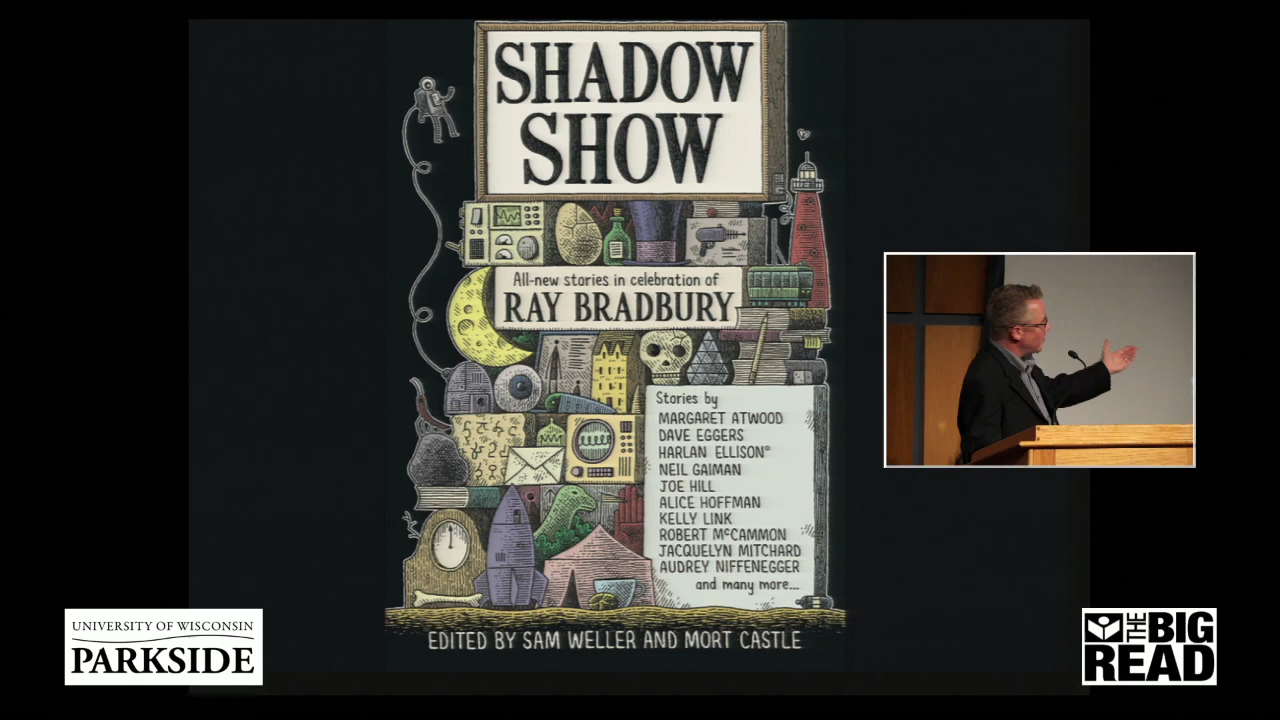 SHADOW
SHOW
All-new stories in celebration of
RAY BRADBURY
Stories by
MARGARET ATWOOD
DAVE EGGERS
HARLAN ELLISON®
NEIL GAIMAN
JOE HILL
ALICE HOFFMAN
KELLY LINK
ROBERT McCAMMON
JACQUELYN MITCHARD
AUDREY NIFFENEGGER
and many more...
EDITED BY SAM WELLER AND MORT CASTLE
UNIVERSITY OF WISCONSIN
PARKSIDE
THE BIG
READ